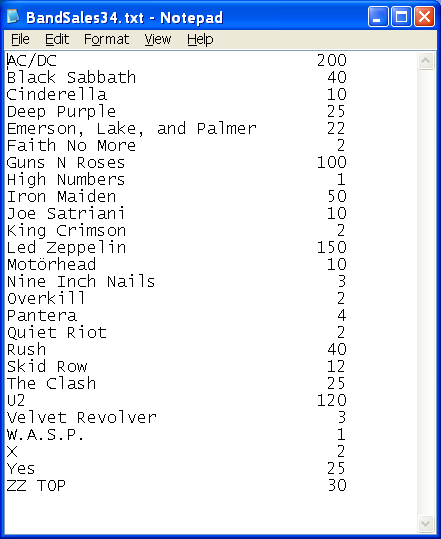 BandSales34.txt - Notepad
File Edit Format View Help
AC/DC 200
Black Sabbath 40
Cinderella 10
Deep Purple 25
Emerson, Lake, and Palmer 22
Faith No More 2
Guns N Roses 100
High Numbers 1
Iron Maiden 50
Joe Satriani 10
King Crimson 2
Led Zeppelin 150
Motörhead 10
Nine Inch Nails 3
Overkill 2
Pantera 4
Quiet Riot 2
Rush 40
Skid Row 12
The Clash 25
U2 120
Velvet Revolver 3
W.A.S.P. 1
X 2
Yes 25
ZZ TOP 30